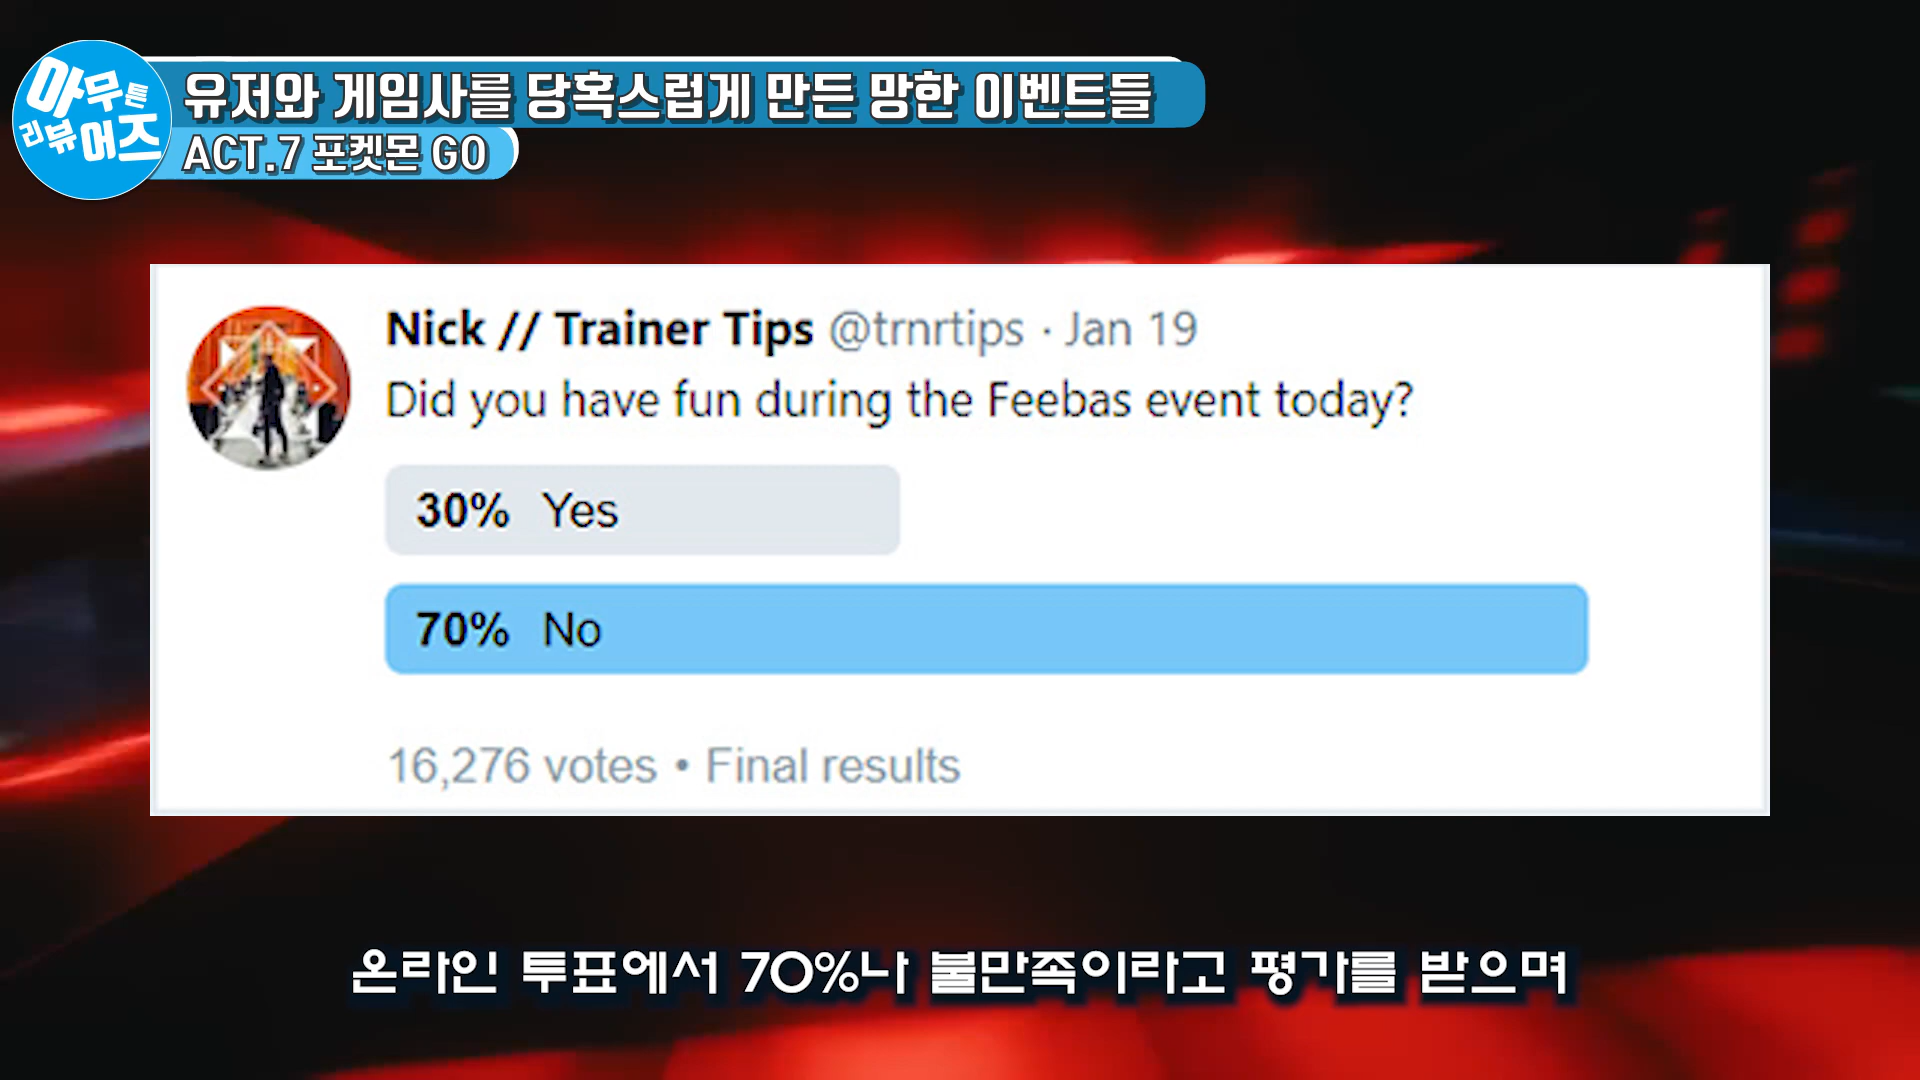 아무튼
리뷰어즈
유저와 게임사를 당혹스럽게 만든 망한 이벤트들
ACT.7 포켓몬 GO
Nick // Trainer Tips @trnrtips · Jan 19
Did you have fun during the Feebas event today?
30% Yes
70% No
16,276 votes • Final results
온라인 투표에서 70%나 불만족이라고 평가를 받으며